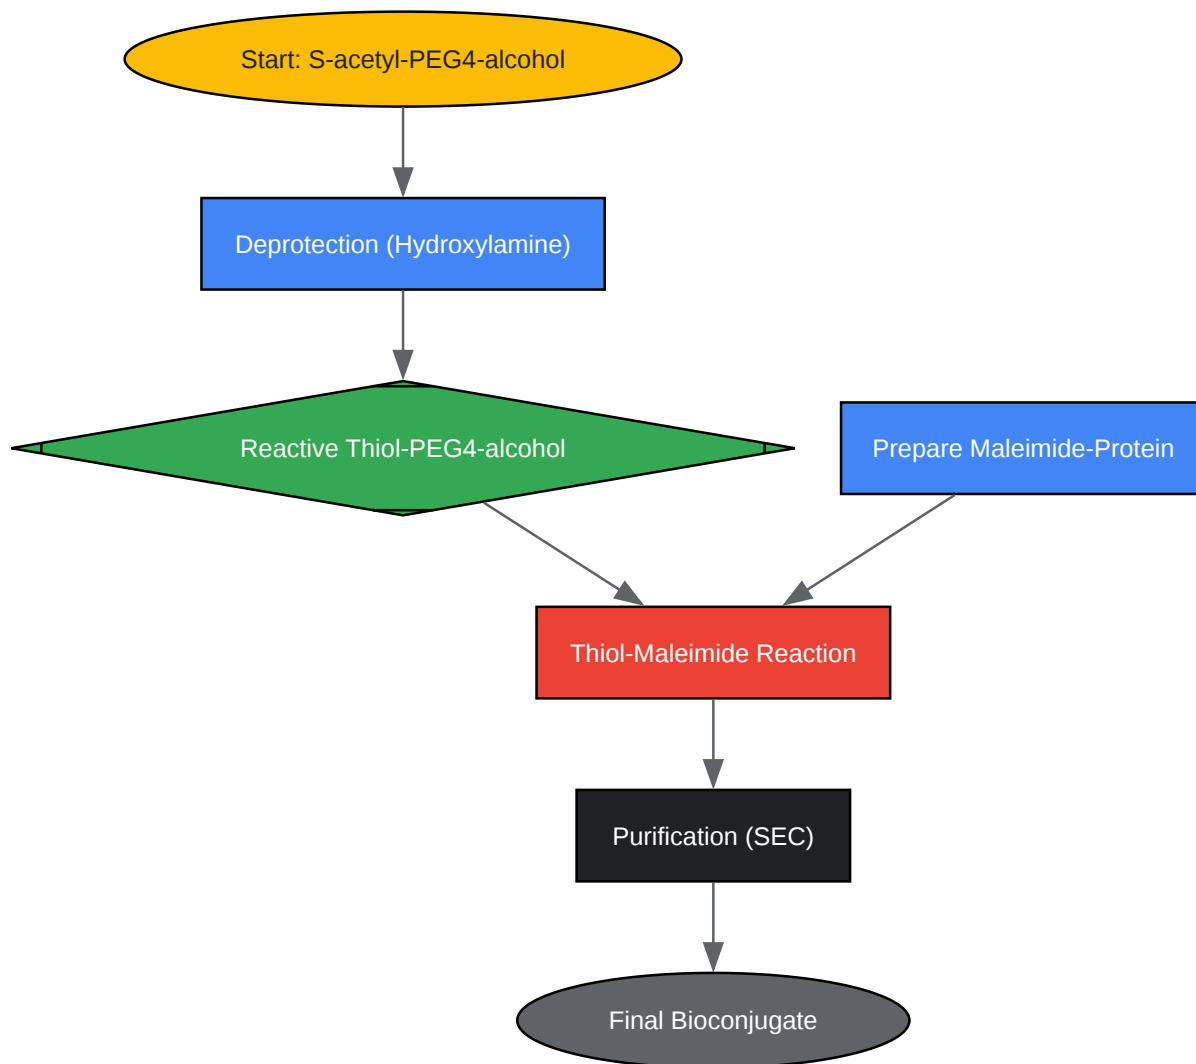 Start: S-acetyl-PEG4-alcohol
Deprotection (Hydroxylamine)
Reactive Thiol-PEG4-alcohol
Prepare Maleimide-Protein
Thiol-Maleimide Reaction
Purification (SEC)
Final Bioconjugate